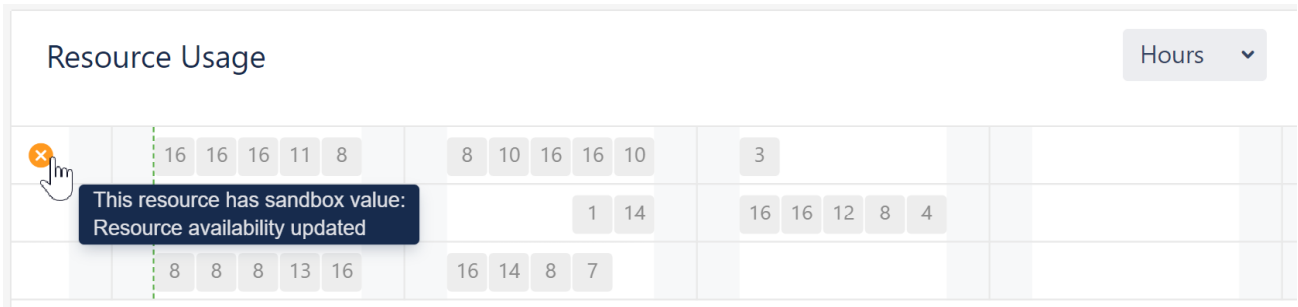 Resource Usage
Hours
16 16 16 11 8 8 10 16 16 10 3
This resource has sandbox value:
Resource availability updated
1 14 16 16 12 8 4
8 8 8 13 16 16 14 8 7